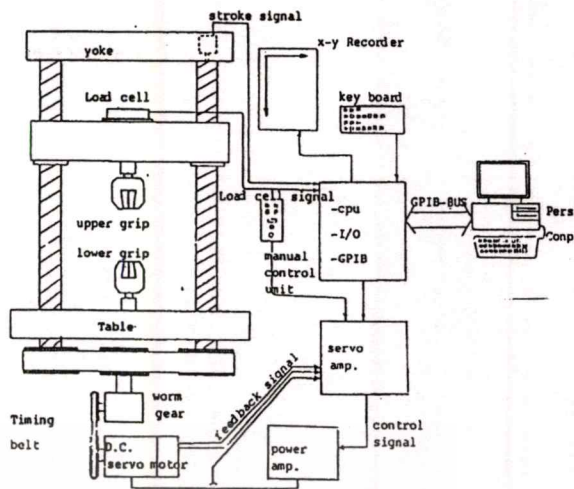 stroke signal
yoke
x-y Recorder
Load cell
key board
Load cell signal
-cpu
-I/O
-GPIB
GPIB-BUS
Pers
Conp
upper grip
lower grip
manual
control
unit
Table
servo
amp.
feedback signal
worm
gear
Timing
belt
D.C.
servo motor
power
amp.
control
signal